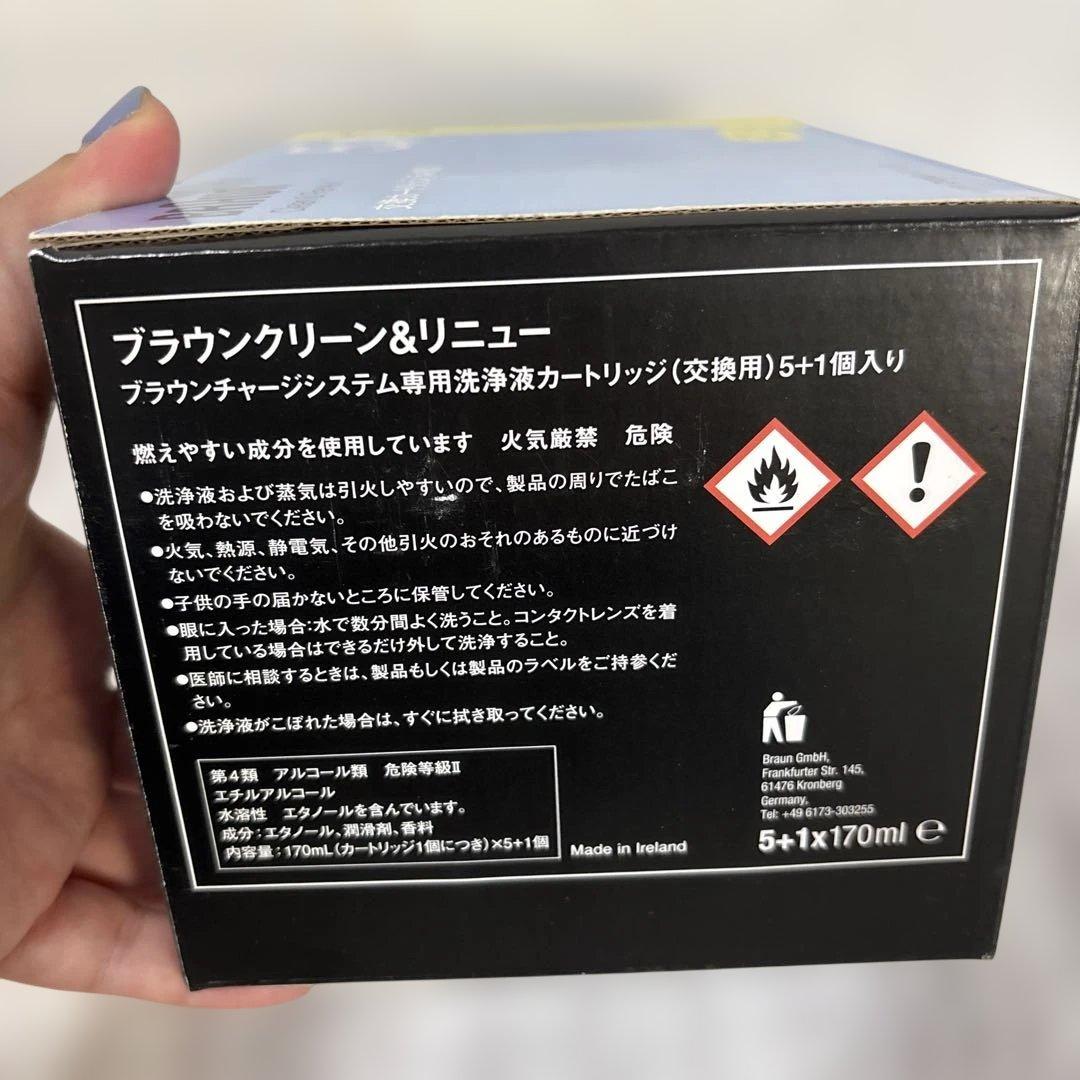 ブラウンクリーン&リニュー
ブラウンチャージシステム専用洗浄液カートリッジ(交換用)5+1個入り
燃えやすい成分を使用しています 火気厳禁 危険
●洗浄液および蒸気は引火しやすいので、製品の周りでたばこ
を吸わないでください。
●火気、熱源、静電気、その他引火のおそれのあるものに近づけ
ないでください。
●子供の手の届かないところに保管してください。
●眼に入った場合:水で数分間よく洗うこと。コンタクトレンズを着
用している場合はできるだけ外して洗浄すること。
●医師に相談するときは、製品もしくは製品のラベルをご持参くだ
さい。
●洗浄液がこぼれた場合は、すぐに拭き取ってください。
第4類 アルコール類 危険等級Ⅱ
エチルアルコール
水溶性 エタノールを含んでいます。
成分:エタノール、潤滑剤、香料
内容量:170mL(カートリッジ1個につき)×5+1個
Made in Ireland
Braun GmbH,
Frankfurter Str. 145,
61476 Kronberg
Germany,
Tel: +49 6173-303255
5+1x170ml ℮